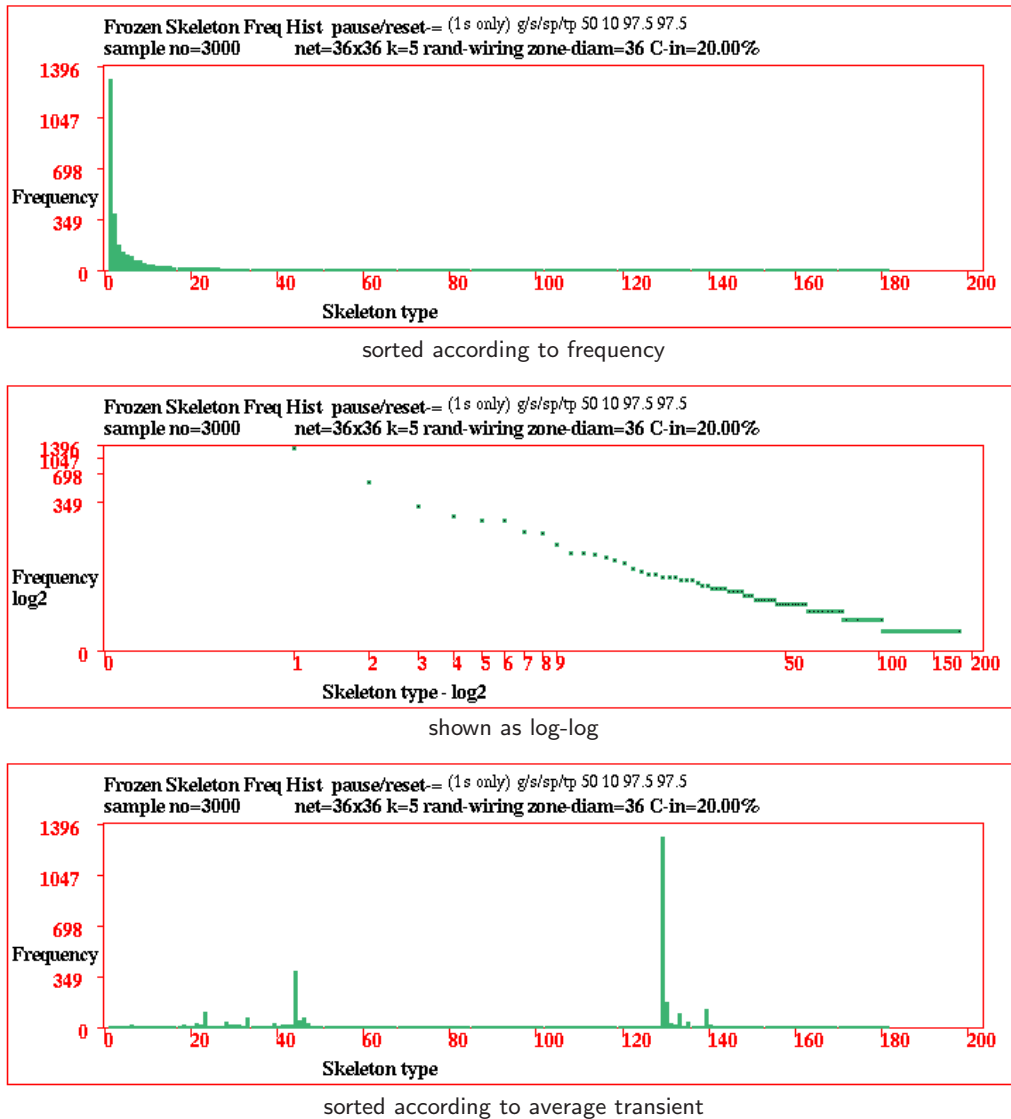 Frozen Skeleton Freq Hist pause/reset-= (1s only) g/s/sp/tp 50 10 97.5 97.5
sample no=3000 net=36x36 k=5 rand-wiring zone-diam=36 C-in=20.00%
1396
1047
698
Frequency
349
0
0 20 40 60 80 100 120 140 160 180 200
Skeleton type
sorted according to frequency
Frozen Skeleton Freq Hist pause/reset-= (1s only) g/s/sp/tp 50 10 97.5 97.5
sample no=3000 net=36x36 k=5 rand-wiring zone-diam=36 C-in=20.00%
1396
1047
698
349
Frequency
log2
0
0 1 2 3 4 5 6 7 8 9 50 100 150 200
Skeleton type - log2
shown as log-log
Frozen Skeleton Freq Hist pause/reset-= (1s only) g/s/sp/tp 50 10 97.5 97.5
sample no=3000 net=36x36 k=5 rand-wiring zone-diam=36 C-in=20.00%
1396
1047
698
Frequency
349
0
0 20 40 60 80 100 120 140 160 180 200
Skeleton type
sorted according to average transient